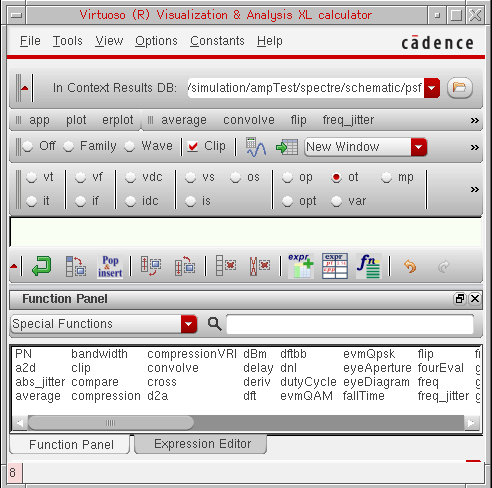 Virtuoso (R) Visualization & Analysis XL calculator
File Tools View Options Constants Help cādence
In Context Results DB: /simulation/ampTest/spectre/schematic/psf
app plot erplot average convolve flip freq_jitter »
Off Family Wave Clip New Window »
vt vf vdc vs os op ot mp »
it if idc is opt var
Pop & insert expr expr fn
Function Panel
Special Functions
PN bandwidth compressionVRI dBm dftbb evmQpsk flip
a2d clip convolve delay dnl eyeAperture fourEval
abs_jitter compare cross deriv dutyCycle eyeDiagram freq
average compression d2a dft evmQAM fallTime freq_jitter
Function Panel Expression Editor
8